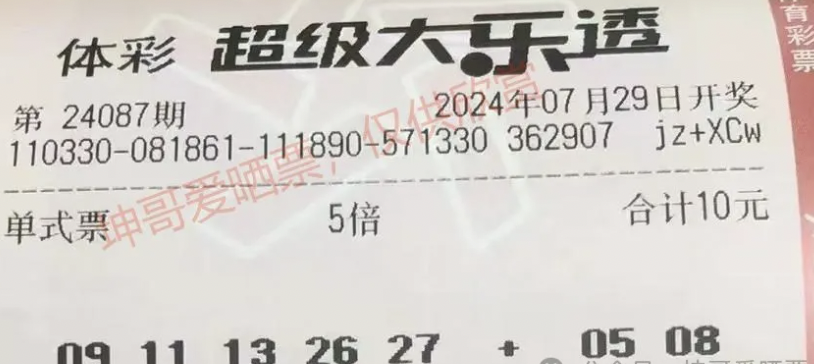 体彩 超级大乐透
第 24087期 2024年07月29日开奖
110330-081861-111890-571330 362907 jz+XCw
坤哥爱晒票，仅供欣赏
单式票 5倍 合计10元
09 11 13 26 27 + 05 08
育彩票